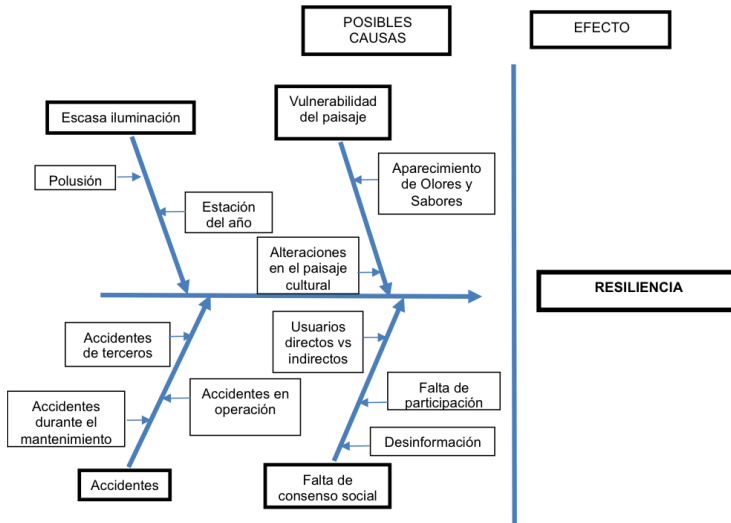 POSIBLES
CAUSAS
EFECTO
Escasa iluminación
Vulnerabilidad
del paisaje
Polusión
Aparecimiento
de Olores y
Sabores
Estación
del año
Alteraciones
en el paisaje
cultural
RESILIENCIA
Accidentes
de terceros
Usuarios
directos vs
indirectos
Accidentes en
operación
Falta de
participación
Accidentes
durante el
mantenimiento
Desinformación
Accidentes
Falta de
consenso social